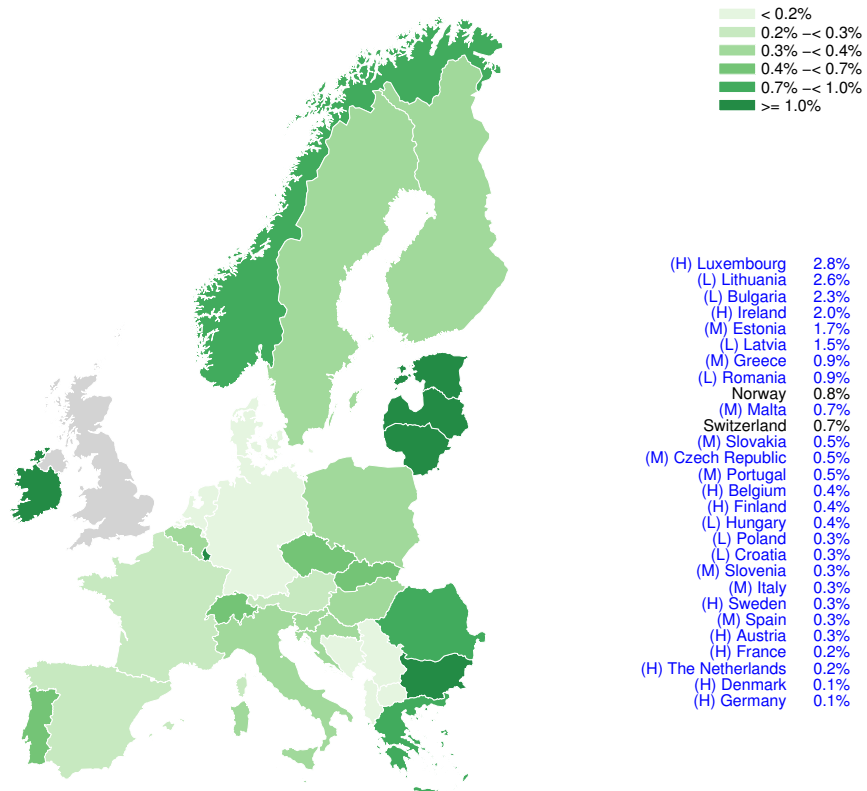 < 0.2%
0.2% –< 0.3%
0.3% –< 0.4%
0.4% –< 0.7%
0.7% –< 1.0%
>= 1.0%
(H) Luxembourg 2.8%
(L) Lithuania 2.6%
(L) Bulgaria 2.3%
(H) Ireland 2.0%
(M) Estonia 1.7%
(L) Latvia 1.5%
(M) Greece 0.9%
(L) Romania 0.9%
Norway 0.8%
(M) Malta 0.7%
Switzerland 0.7%
(M) Slovakia 0.5%
(M) Czech Republic 0.5%
(M) Portugal 0.5%
(H) Belgium 0.4%
(H) Finland 0.4%
(L) Hungary 0.4%
(L) Poland 0.3%
(L) Croatia 0.3%
(M) Slovenia 0.3%
(M) Italy 0.3%
(H) Sweden 0.3%
(M) Spain 0.3%
(H) Austria 0.3%
(H) France 0.2%
(H) The Netherlands 0.2%
(H) Denmark 0.1%
(H) Germany 0.1%